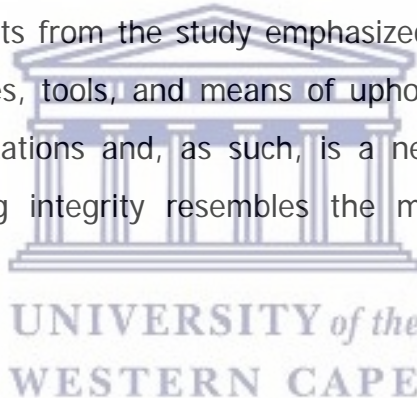 ts from the study emphasized
es, tools, and means of upho
ations and, as such, is a ne
g integrity resembles the m
UNIVERSITY of the
WESTERN CAPE